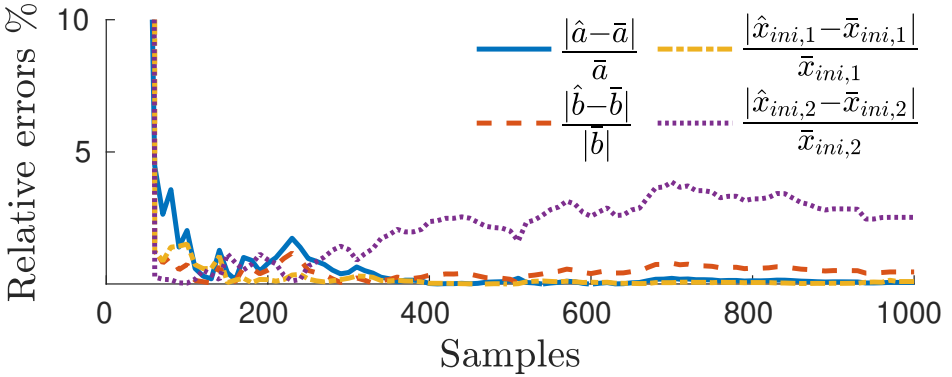 Relative errors %
10
5
0
200
400
600
800
1000
Samples
|â−ā| / ā
|b̂−b̄| / |b̄|
|x̂_{ini,1}−x̄_{ini,1}| / x̄_{ini,1}
|x̂_{ini,2}−x̄_{ini,2}| / x̄_{ini,2}